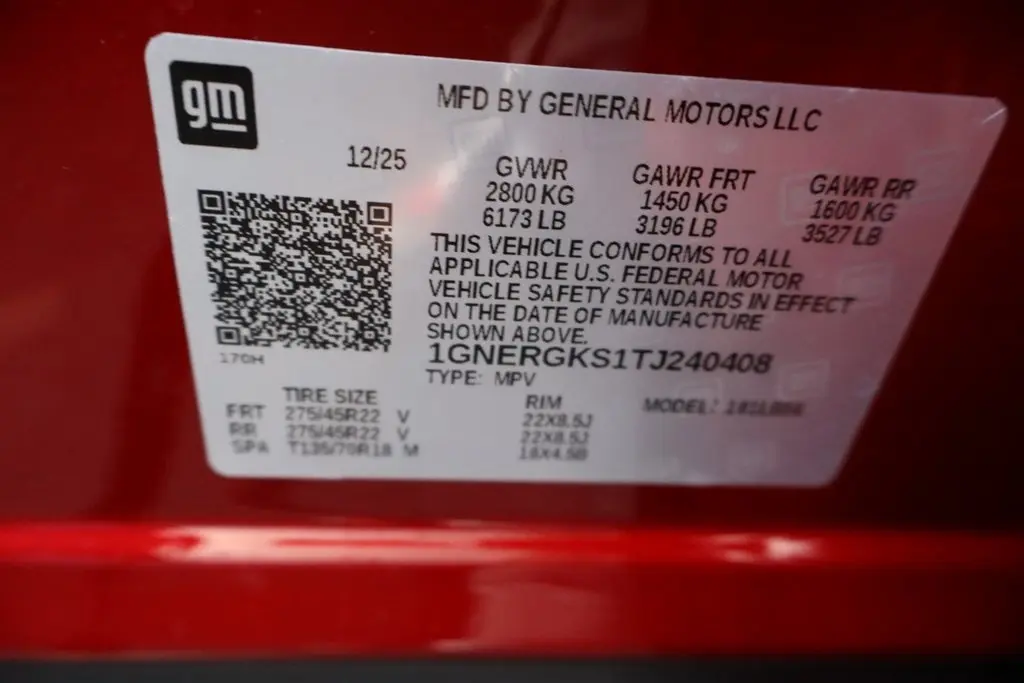 gm
MFD BY GENERAL MOTORS LLC
12/25
GVWR GAWR FRT GAWR RR
2800 KG 1450 KG 1600 KG
6173 LB 3196 LB 3527 LB
THIS VEHICLE CONFORMS TO ALL
APPLICABLE U.S. FEDERAL MOTOR
VEHICLE SAFETY STANDARDS IN EFFECT
ON THE DATE OF MANUFACTURE
SHOWN ABOVE.
1GNERGKS1TJ240408
170H
TYPE: MPV
TIRE SIZE RIM MODEL:
FRT 275/45R22 V 22X8.5J
RR 275/45R22 V 22X8.5J
SPA T135/70R18 M 18X4.5B